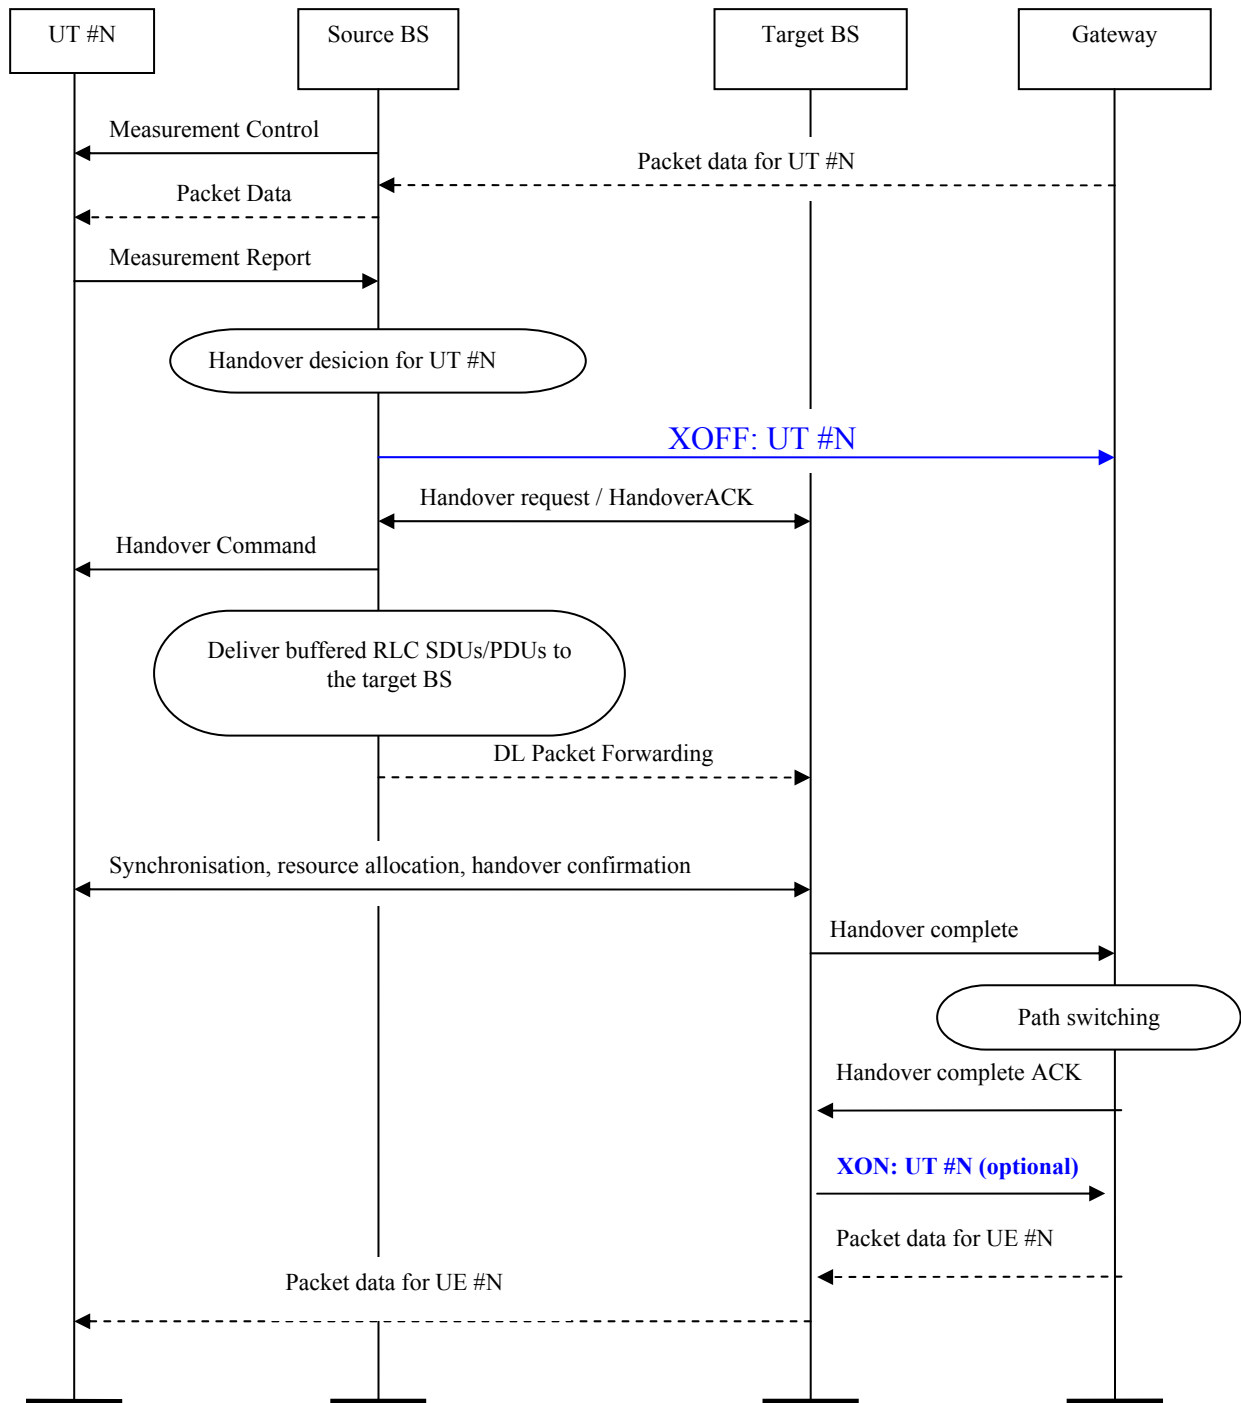 UT #N
Source BS
Target BS
Gateway
Measurement Control
Packet data for UT #N
Packet Data
Measurement Report
Handover desicion for UT #N
XOFF: UT #N
Handover request / HandoverACK
Handover Command
Deliver buffered RLC SDUs/PDUs to
the target BS
DL Packet Forwarding
Synchronisation, resource allocation, handover confirmation
Handover complete
Path switching
Handover complete ACK
XON: UT #N (optional)
Packet data for UE #N
Packet data for UE #N